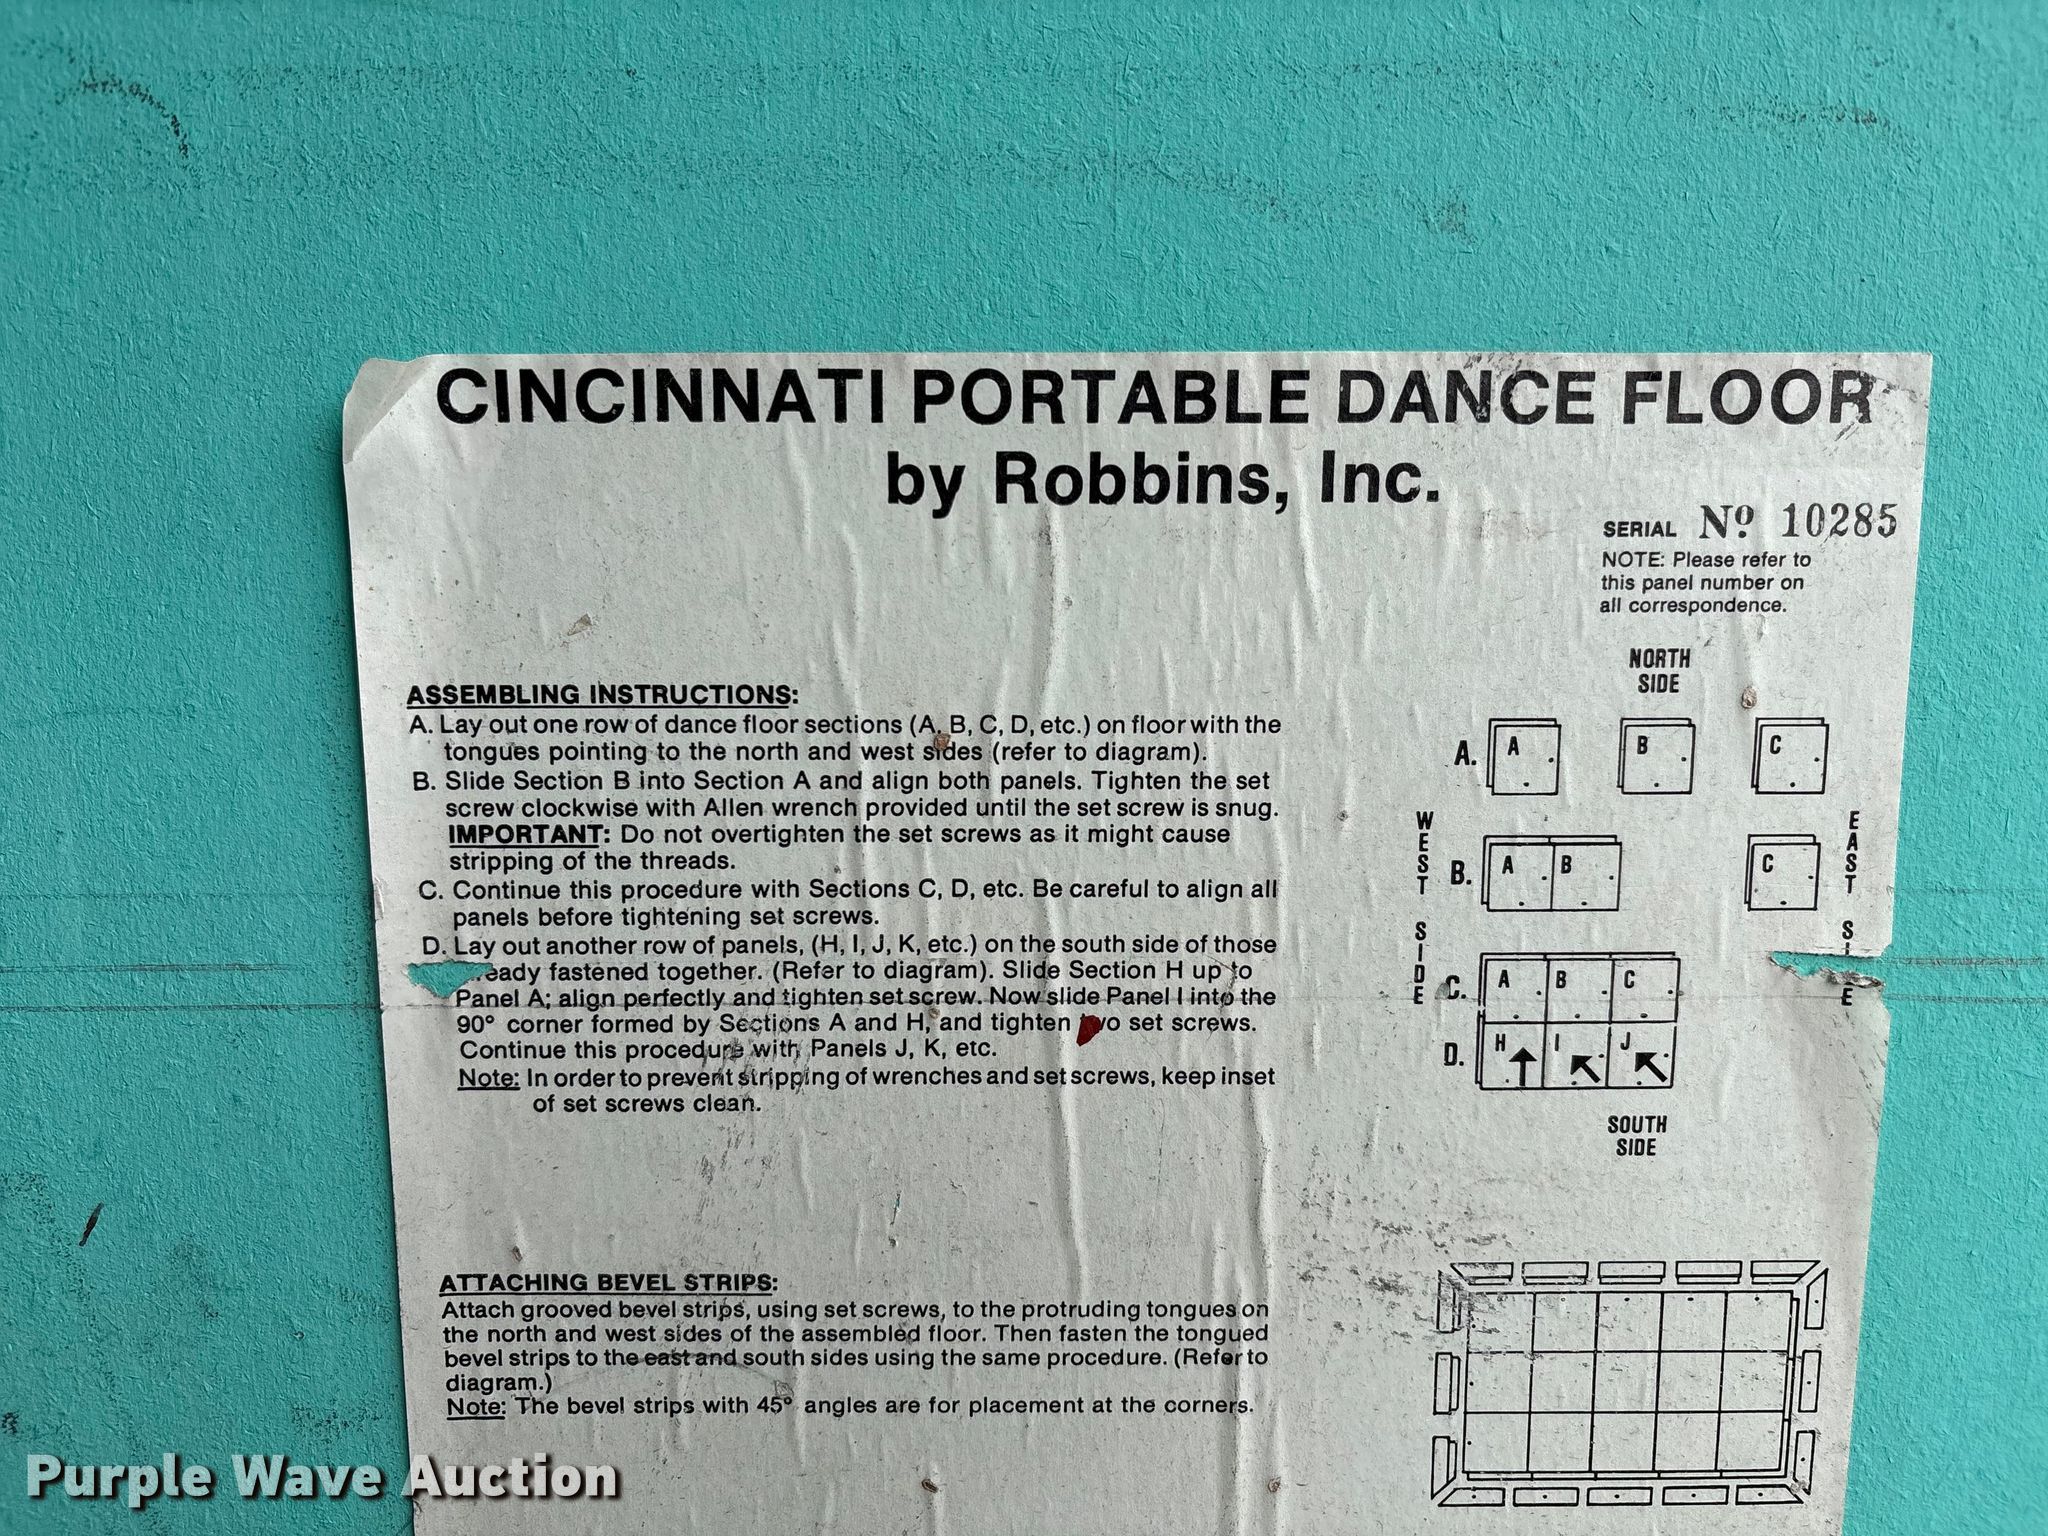 CINCINNATI PORTABLE DANCE FLOOR
by Robbins, Inc.
SERIAL Nº 10285
NOTE: Please refer to
this panel number on
all correspondence.
ASSEMBLING INSTRUCTIONS:
A. Lay out one row of dance floor sections (A, B, C, D, etc.) on floor with the
tongues pointing to the north and west sides (refer to diagram).
B. Slide Section B into Section A and align both panels. Tighten the set
screw clockwise with Allen wrench provided until the set screw is snug.
IMPORTANT: Do not overtighten the set screws as it might cause
stripping of the threads.
C. Continue this procedure with Sections C, D, etc. Be careful to align all
panels before tightening set screws.
D. Lay out another row of panels, (H, I, J, K, etc.) on the south side of those
eady fastened together. (Refer to diagram). Slide Section H up to
Panel A; align perfectly and tighten set screw. Now slide Panel I into the
90° corner formed by Sections A and H, and tighten two set screws.
Continue this procedure with Panels J, K, etc.
Note: In order to prevent stripping of wrenches and set screws, keep inset
of set screws clean.
NORTH
SIDE
A. A B C
WEST SIDE
EAST SIDE
B. A B C
C. A B C
D. H I J
SOUTH
SIDE
ATTACHING BEVEL STRIPS:
Attach grooved bevel strips, using set screws, to the protruding tongues on
the north and west sides of the assembled floor. Then fasten the tongued
bevel strips to the east and south sides using the same procedure. (Refer to
diagram.)
Note: The bevel strips with 45° angles are for placement at the corners.
Purple Wave Auction